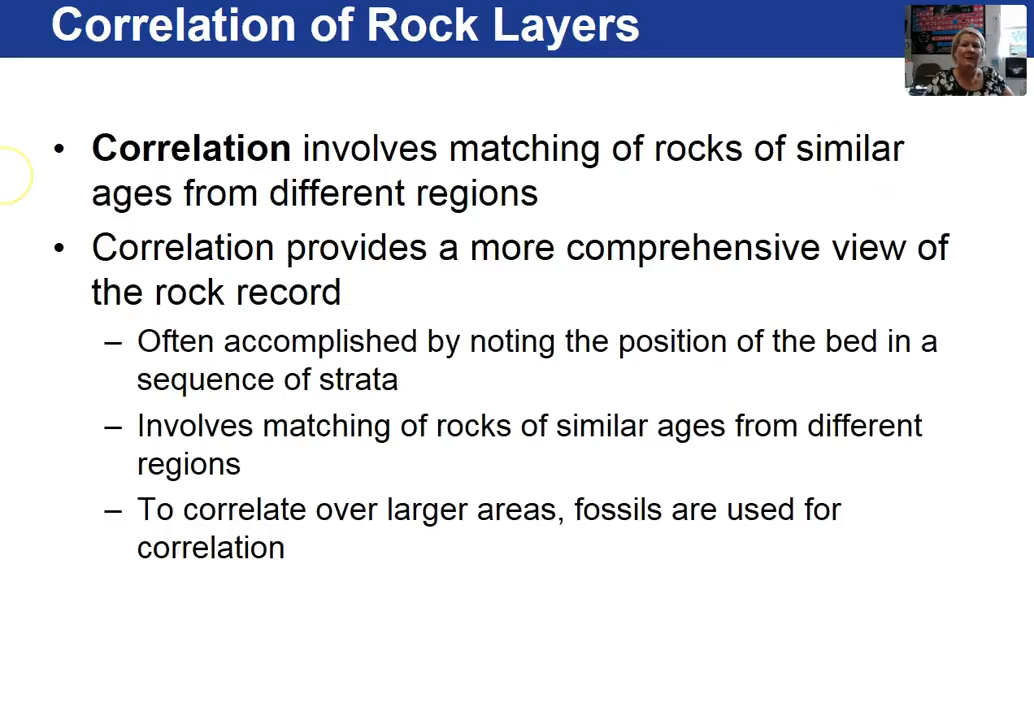 Correlation of Rock Layers
• Correlation involves matching of rocks of similar
ages from different regions
• Correlation provides a more comprehensive view of
the rock record
– Often accomplished by noting the position of the bed in a
sequence of strata
– Involves matching of rocks of similar ages from different
regions
– To correlate over larger areas, fossils are used for
correlation